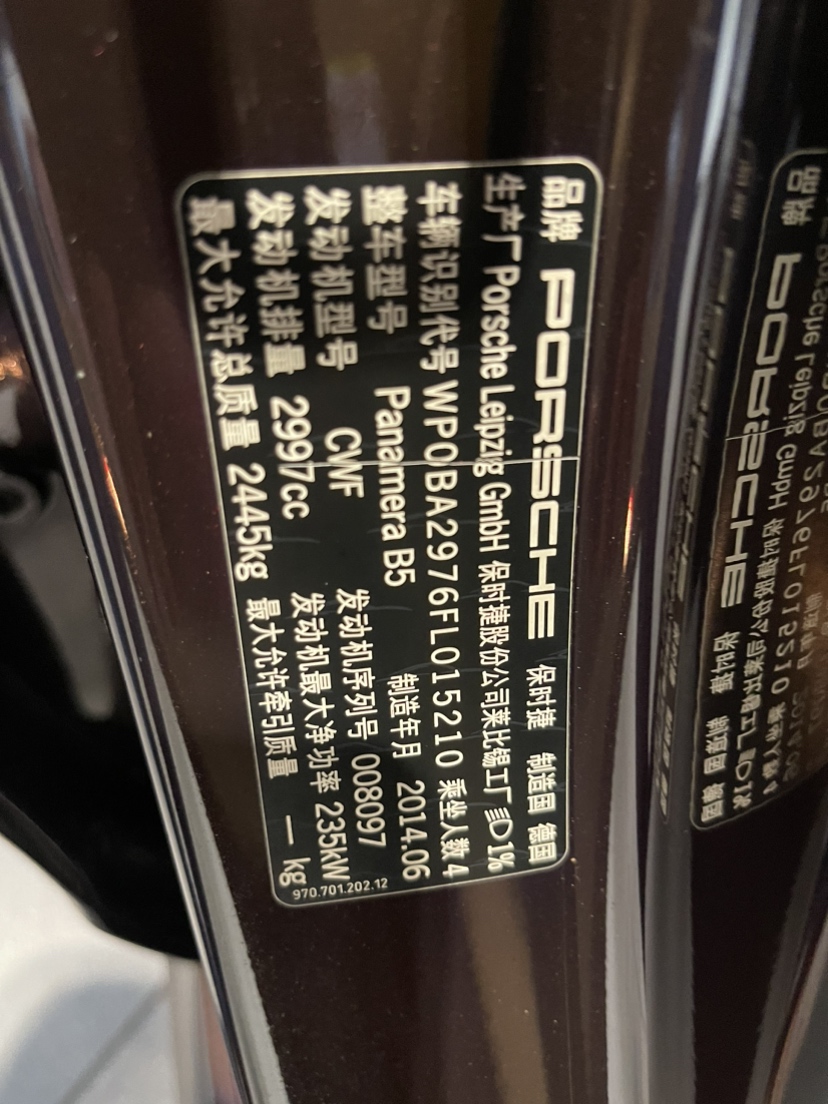 品牌 PORSCHE 保时捷 制造国 德国
生产厂 Porsche Leipzig GmbH 保时捷股份公司莱比锡工厂 1%
车辆识别代号 WP0BA2976FL015210 乘坐人数 4
整车型号 Panamera B5 制造年月 2014.06
发动机型号 CWF 发动机序列号 008097
发动机排量 2997cc 发动机最大净功率 235kW
最大允许总质量 2445kg 最大允许牵引质量 — kg
970.701.202.12